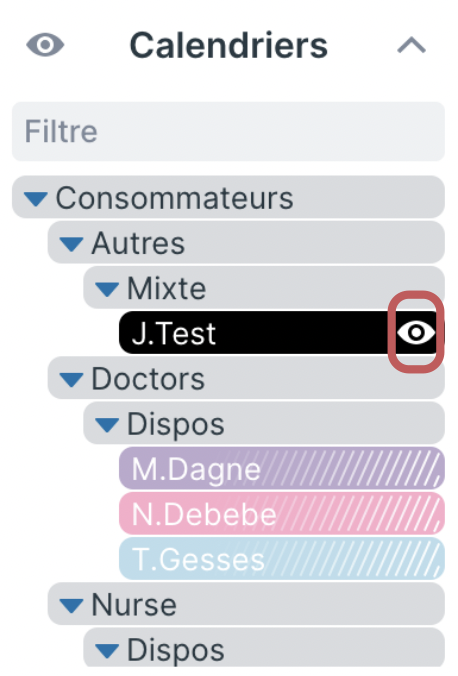 Calendriers
Filtre
Consommateurs
Autres
Mixte
J.Test
Doctors
Dispos
M.Dagne
N.Debebe
T.Gesses
Nurse
Dispos